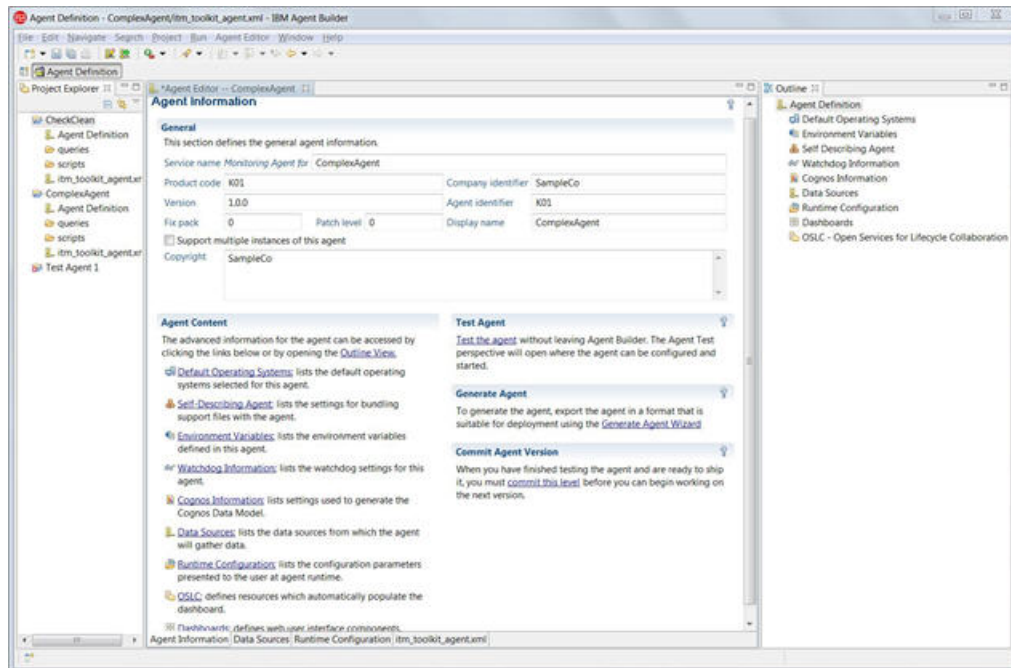 Agent Definition - ComplexAgent/itm_toolkit_agent.xml - IBM Agent Builder
File Edit Navigate Search Project Run Agent Editor Window Help
Agent Definition
Project Explorer
CheckClean
Agent Definition
queries
scripts
itm_toolkit_agent.xr
ComplexAgent
Agent Definition
queries
scripts
itm_toolkit_agent.xr
Test Agent 1
*Agent Editor -- ComplexAgent
Agent Information
General
This section defines the general agent information.
Service name Monitoring Agent for ComplexAgent
Product code K01 Company identifier SampleCo
Version 1.0.0 Agent identifier K01
Fix pack 0 Patch level 0 Display name ComplexAgent
Support multiple instances of this agent
Copyright SampleCo
Agent Content
The advanced information for the agent can be accessed by
clicking the links below or by opening the Outline View.
Default Operating Systems: lists the default operating
systems selected for this agent.
Self-Describing Agent: lists the settings for bundling
support files with the agent.
Environment Variables: lists the environment variables
defined in this agent.
Watchdog Information: lists the watchdog settings for this
agent.
Cognos Information: lists settings used to generate the
Cognos Data Model.
Data Sources: lists the data sources from which the agent
will gather data.
Runtime Configuration: lists the configuration parameters
presented to the user at agent runtime.
OSLC: defines resources which automatically populate the
dashboard.
Dashboards: defines web user interface components.
Test Agent
Test the agent without leaving Agent Builder. The Agent Test
perspective will open where the agent can be configured and
started.
Generate Agent
To generate the agent, export the agent in a format that is
suitable for deployment using the Generate Agent Wizard
Commit Agent Version
When you have finished testing the agent and are ready to ship
it, you must commit this level before you can begin working on
the next version.
Agent Information Data Sources Runtime Configuration itm_toolkit_agent.xml
Outline
Agent Definition
Default Operating Systems
Environment Variables
Self Describing Agent
Watchdog Information
Cognos Information
Data Sources
Runtime Configuration
Dashboards
OSLC - Open Services for Lifecycle Collaboration